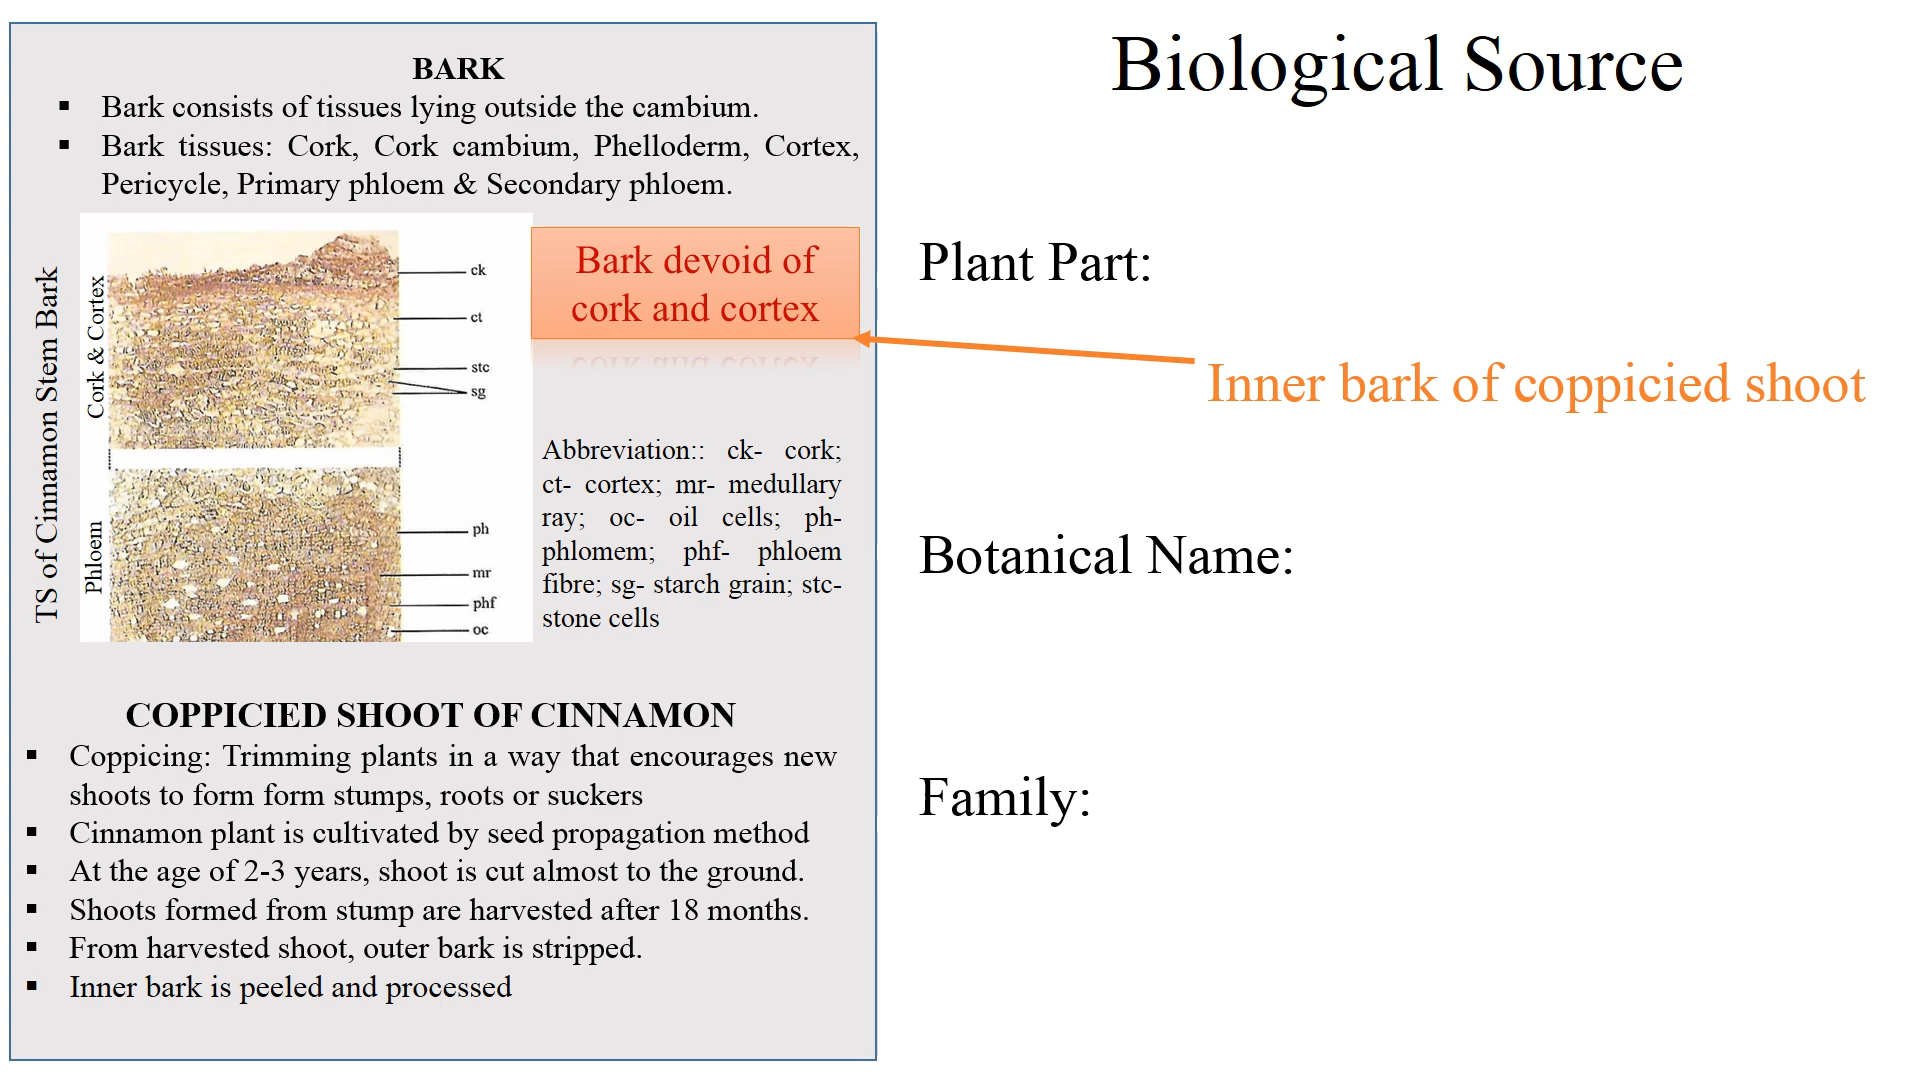 BARK
▪ Bark consists of tissues lying outside the cambium.
▪ Bark tissues: Cork, Cork cambium, Phelloderm, Cortex,
Pericycle, Primary phloem & Secondary phloem.
TS of Cinnamon Stem Bark
Cork & Cortex
Phloem
ck
ct
stc
sg
ph
mr
phf
oc
Bark devoid of
cork and cortex
Abbreviation:: ck- cork;
ct- cortex; mr- medullary
ray; oc- oil cells; ph-
phlomem; phf- phloem
fibre; sg- starch grain; stc-
stone cells
COPPICIED SHOOT OF CINNAMON
▪ Coppicing: Trimming plants in a way that encourages new
shoots to form form stumps, roots or suckers
▪ Cinnamon plant is cultivated by seed propagation method
▪ At the age of 2-3 years, shoot is cut almost to the ground.
▪ Shoots formed from stump are harvested after 18 months.
▪ From harvested shoot, outer bark is stripped.
▪ Inner bark is peeled and processed
Biological Source
Plant Part:
Inner bark of coppicied shoot
Botanical Name:
Family: